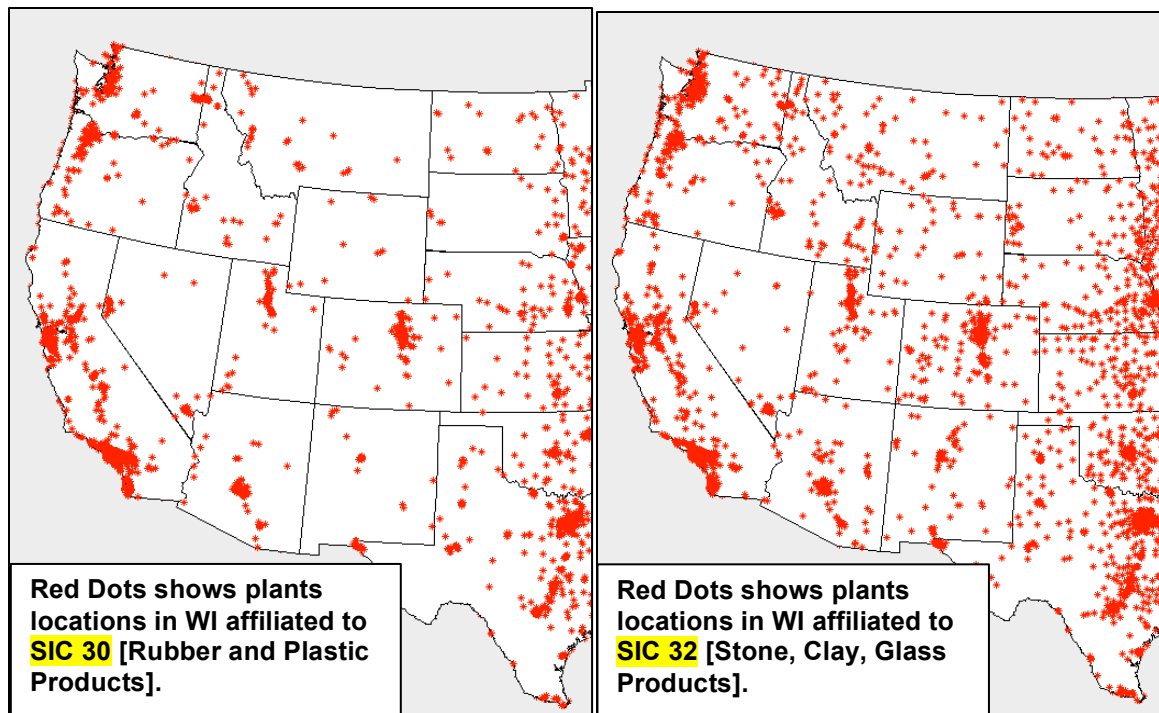 Red Dots shows plants
locations in WI affiliated to
SIC 30 [Rubber and Plastic
Products].
Red Dots shows plants
locations in WI affiliated to
SIC 32 [Stone, Clay, Glass
Products].